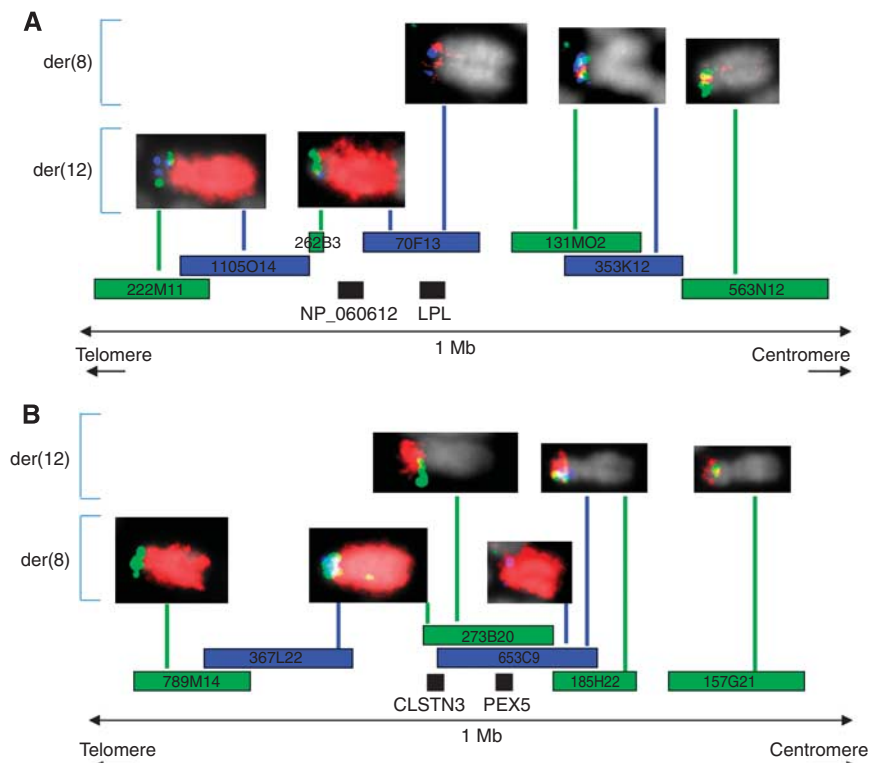 A
der(8)
der(12)
262B3
70F13
131MO2
1105O14
353K12
222M11
563N12
NP_060612
LPL
1 Mb
Telomere
Centromere
B
der(12)
der(8)
273B20
367L22
653C9
789M14
185H22
157G21
CLSTN3
PEX5
1 Mb
Telomere
Centromere